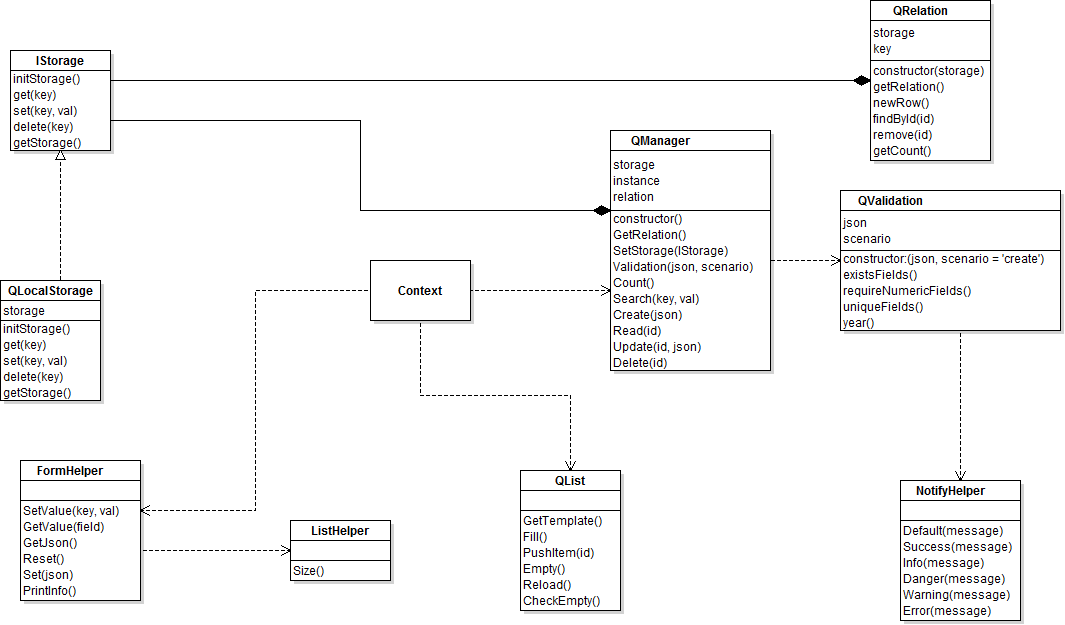 QRelation
storage
key
constructor(storage)
getRelation()
newRow()
findById(id)
remove(id)
getCount()
IStorage
initStorage()
get(key)
set(key, val)
delete(key)
getStorage()
QManager
storage
instance
relation
constructor()
GetRelation()
SetStorage(IStorage)
Validation(json, scenario)
Count()
Search(key, val)
Create(json)
Read(id)
Update(id, json)
Delete(id)
QValidation
json
scenario
constructor:(json, scenario = 'create')
existsFields()
requireNumericFields()
uniqueFields()
year()
Context
QLocalStorage
storage
initStorage()
get(key)
set(key, val)
delete(key)
getStorage()
FormHelper
SetValue(key, val)
GetValue(field)
GetJson()
Reset()
Set(json)
PrintInfo()
ListHelper
Size()
QList
GetTemplate()
Fill()
PushItem(id)
Empty()
Reload()
CheckEmpty()
NotifyHelper
Default(message)
Success(message)
Info(message)
Danger(message)
Warning(message)
Error(message)